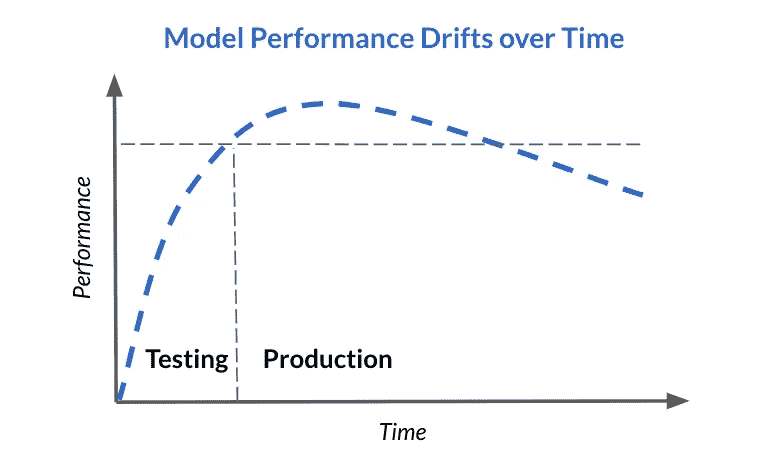 Model Performance Drifts over Time
Performance
Testing
Production
Time